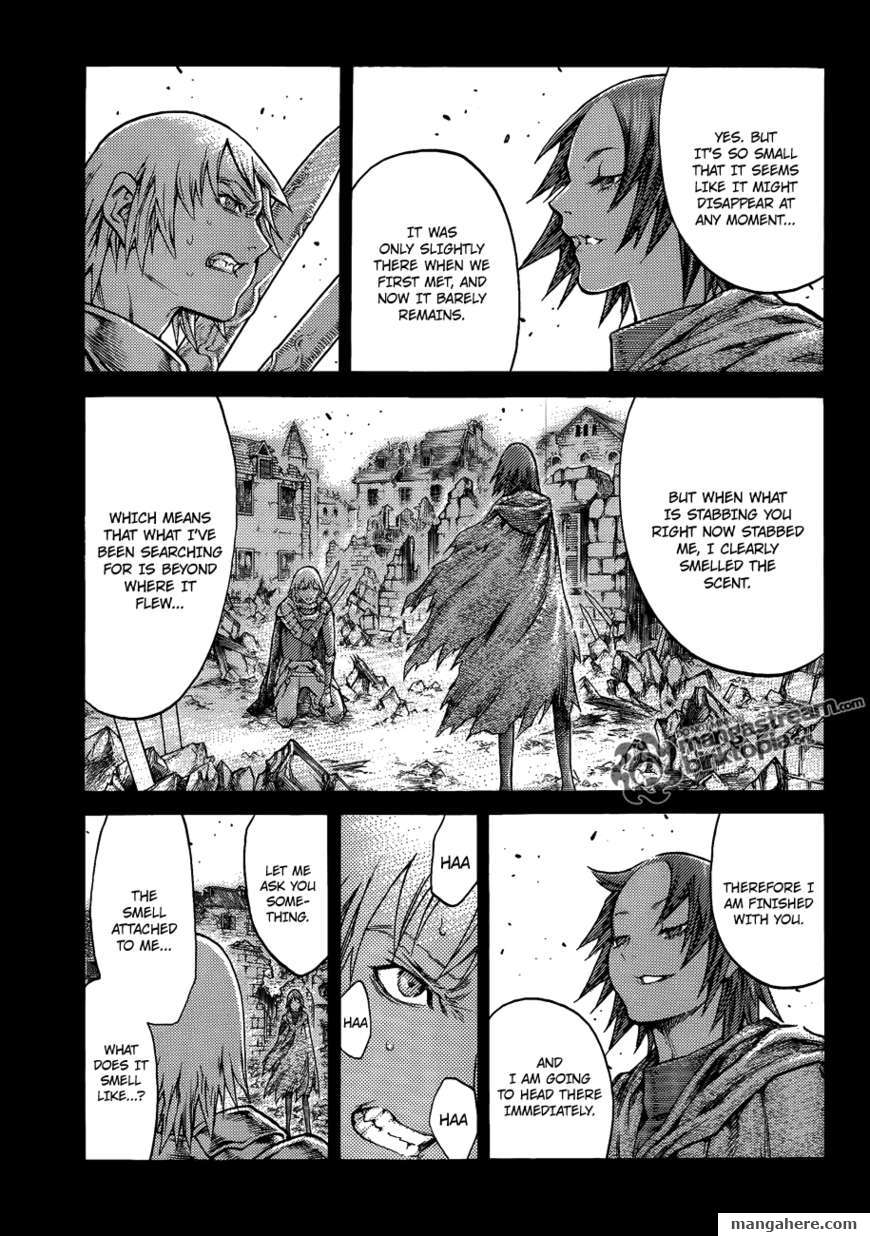 YES. BUT
IT'S SO SMALL
THAT IT SEEMS
LIKE IT MIGHT
DISAPPEAR AT
ANY MOMENT...
IT WAS
ONLY SLIGHTLY
THERE WHEN WE
FIRST MET, AND
NOW IT BARELY
REMAINS.
BUT WHEN WHAT
IS STABBING YOU
RIGHT NOW STABBED
ME, I CLEARLY
SMELLED THE
SCENT.
WHICH MEANS
THAT WHAT I'VE
BEEN SEARCHING
FOR IS BEYOND
WHERE IT
FLEW...
THEREFORE I
AM FINISHED
WITH YOU.
AND
I AM GOING
TO HEAD THERE
IMMEDIATELY.
HAA
HAA
HAA
LET ME
ASK YOU
SOME-
THING.
THE
SMELL
ATTACHED
TO ME...
WHAT
DOES IT
SMELL
LIKE...?
mangastream.com
mangahere.com